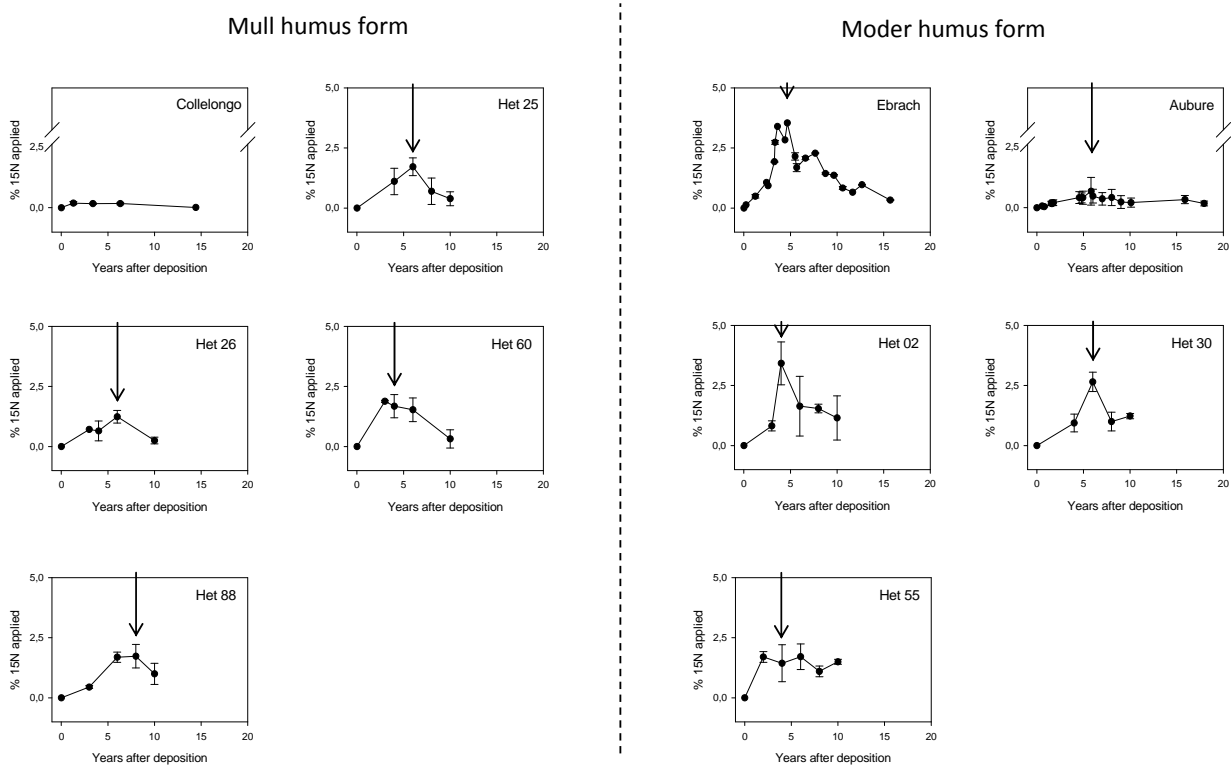 Mull humus form
Collelongo
% 15N applied
2,5
0,0
0 5 10 15 20
Years after deposition
Het 25
% 15N applied
5,0
2,5
0,0
0 5 10 15 20
Years after deposition
Het 26
% 15N applied
5,0
2,5
0,0
0 5 10 15 20
Years after deposition
Het 60
% 15N applied
5,0
2,5
0,0
0 5 10 15 20
Years after deposition
Het 88
% 15N applied
5,0
2,5
0,0
0 5 10 15 20
Years after deposition
Moder humus form
Ebrach
% 15N applied
5,0
2,5
0,0
0 5 10 15 20
Years after deposition
Aubure
% 15N applied
2,5
0,0
0 5 10 15 20
Years after deposition
Het 02
% 15N applied
5,0
2,5
0,0
0 5 10 15 20
Years after deposition
Het 30
% 15N applied
5,0
2,5
0,0
0 5 10 15 20
Years after deposition
Het 55
% 15N applied
5,0
2,5
0,0
0 5 10 15 20
Years after deposition